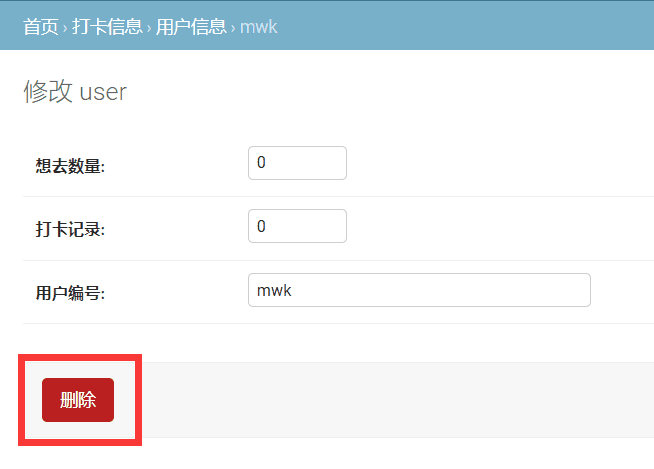 首页 › 打卡信息 › 用户信息 › mwk
修改 user
想去数量: 0
打卡记录: 0
用户编号: mwk
删除